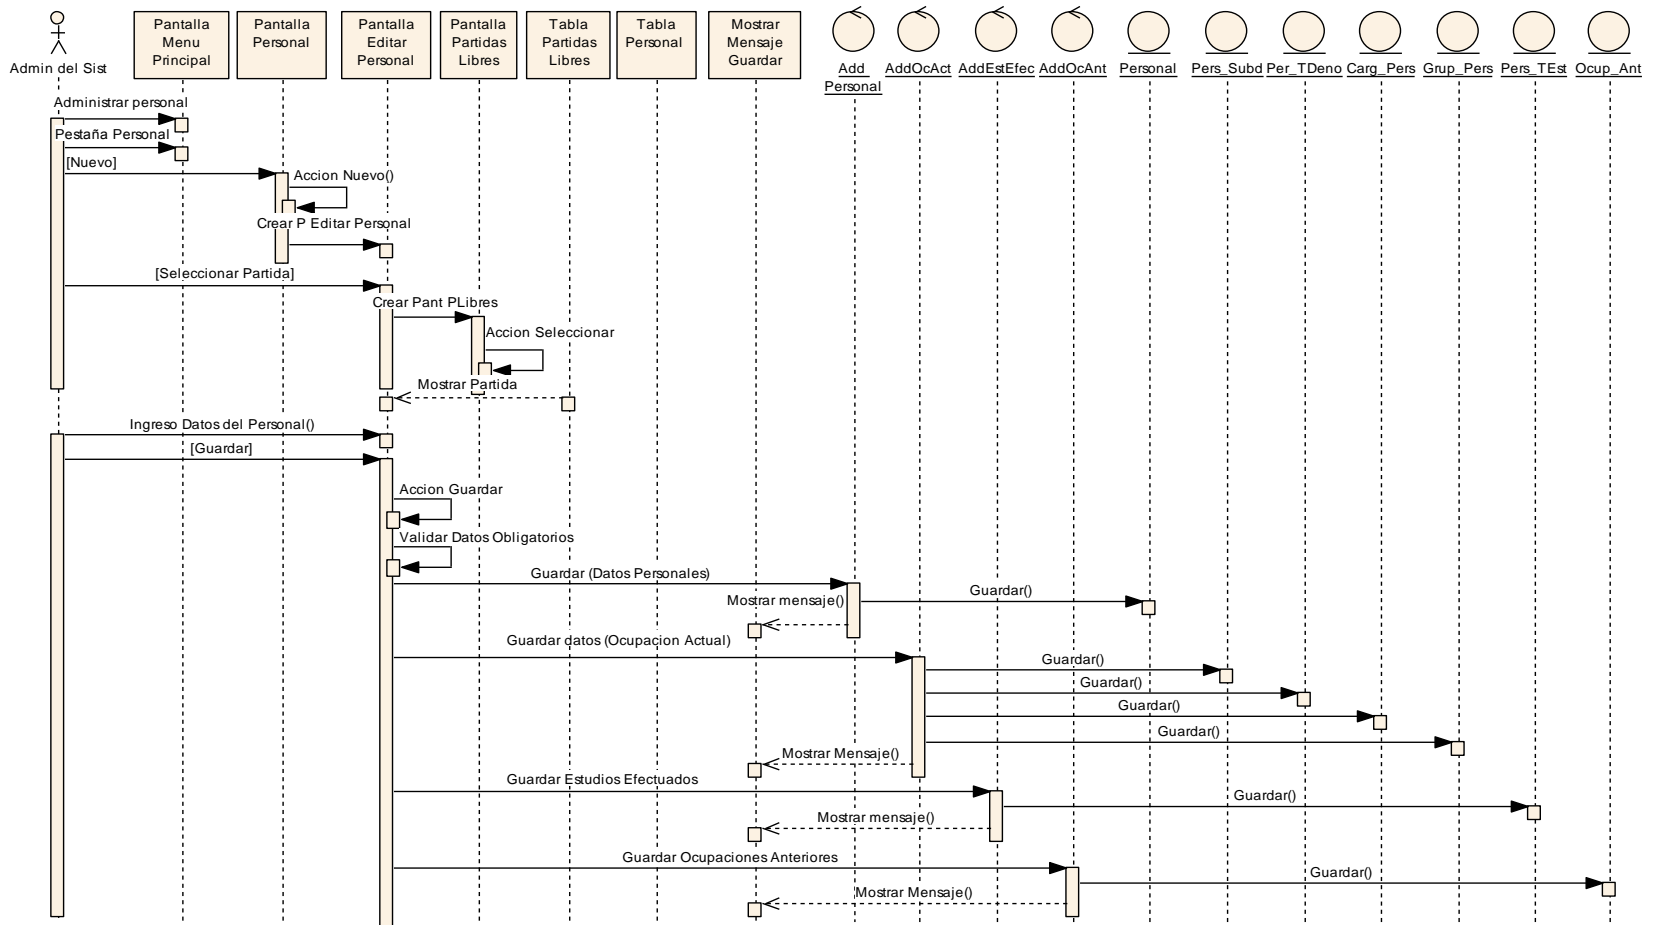 Admin del Sist
Pantalla
Menu
Principal
Pantalla
Personal
Pantalla
Editar
Personal
Pantalla
Partidas
Libres
Tabla
Partidas
Libres
Tabla
Personal
Mostrar
Mensaje
Guardar
Add
Personal
AddOcAct
AddEstEfec
AddOcAnt
Personal
Pers_Subd
Per_TDeno
Carg_Pers
Grup_Pers
Pers_TEst
Ocup_Ant
Administrar personal
Pestaña Personal
[Nuevo]
Accion Nuevo()
Crear P Editar Personal
[Seleccionar Partida]
Crear Pant PLibres
Accion Seleccionar
Mostrar Partida
Ingreso Datos del Personal()
[Guardar]
Accion Guardar
Validar Datos Obligatorios
Guardar (Datos Personales)
Guardar()
Mostrar mensaje()
Guardar datos (Ocupacion Actual)
Guardar()
Guardar()
Guardar()
Guardar()
Mostrar Mensaje()
Guardar Estudios Efectuados
Guardar()
Mostrar mensaje()
Guardar Ocupaciones Anteriores
Guardar()
Mostrar Mensaje()